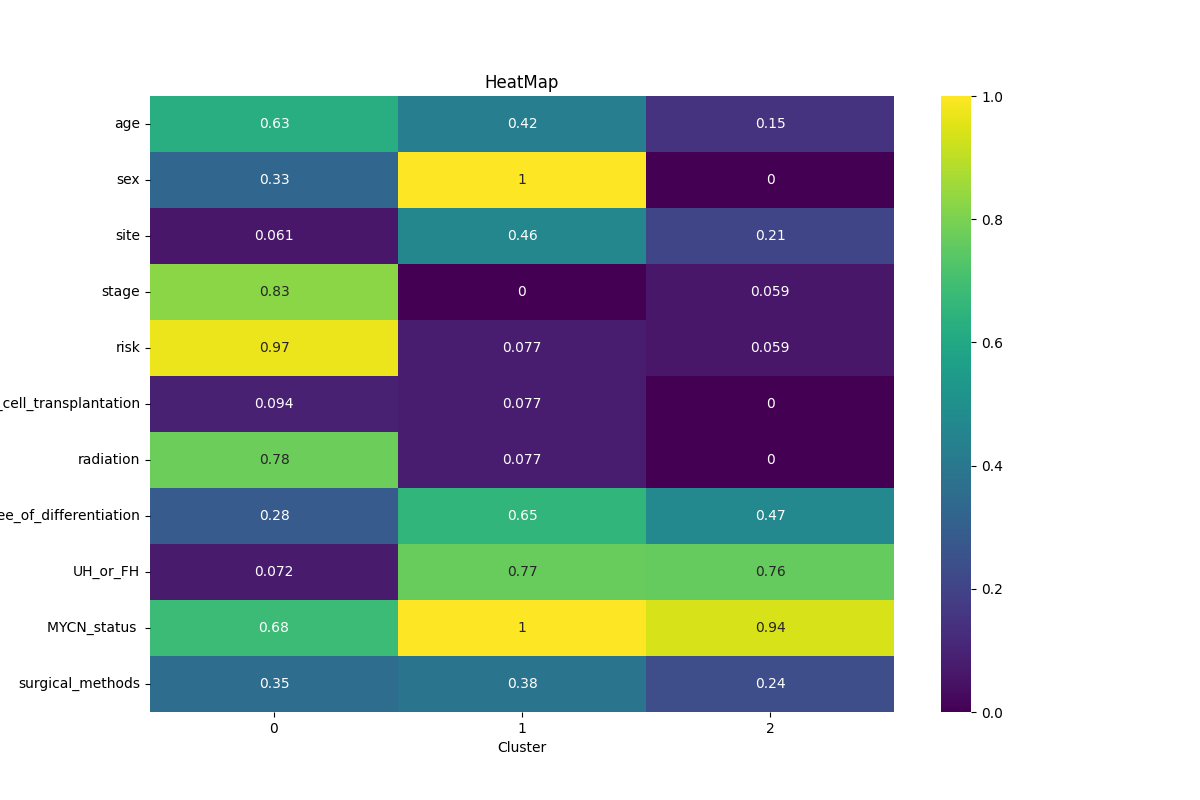 HeatMap
age 0.63 0.42 0.15
sex 0.33 1 0
site 0.061 0.46 0.21
stage 0.83 0 0.059
risk 0.97 0.077 0.059
_cell_transplantation 0.094 0.077 0
radiation 0.78 0.077 0
ee_of_differentiation 0.28 0.65 0.47
UH_or_FH 0.072 0.77 0.76
MYCN_status 0.68 1 0.94
surgical_methods 0.35 0.38 0.24
0 1 2
Cluster
1.0
0.8
0.6
0.4
0.2
0.0